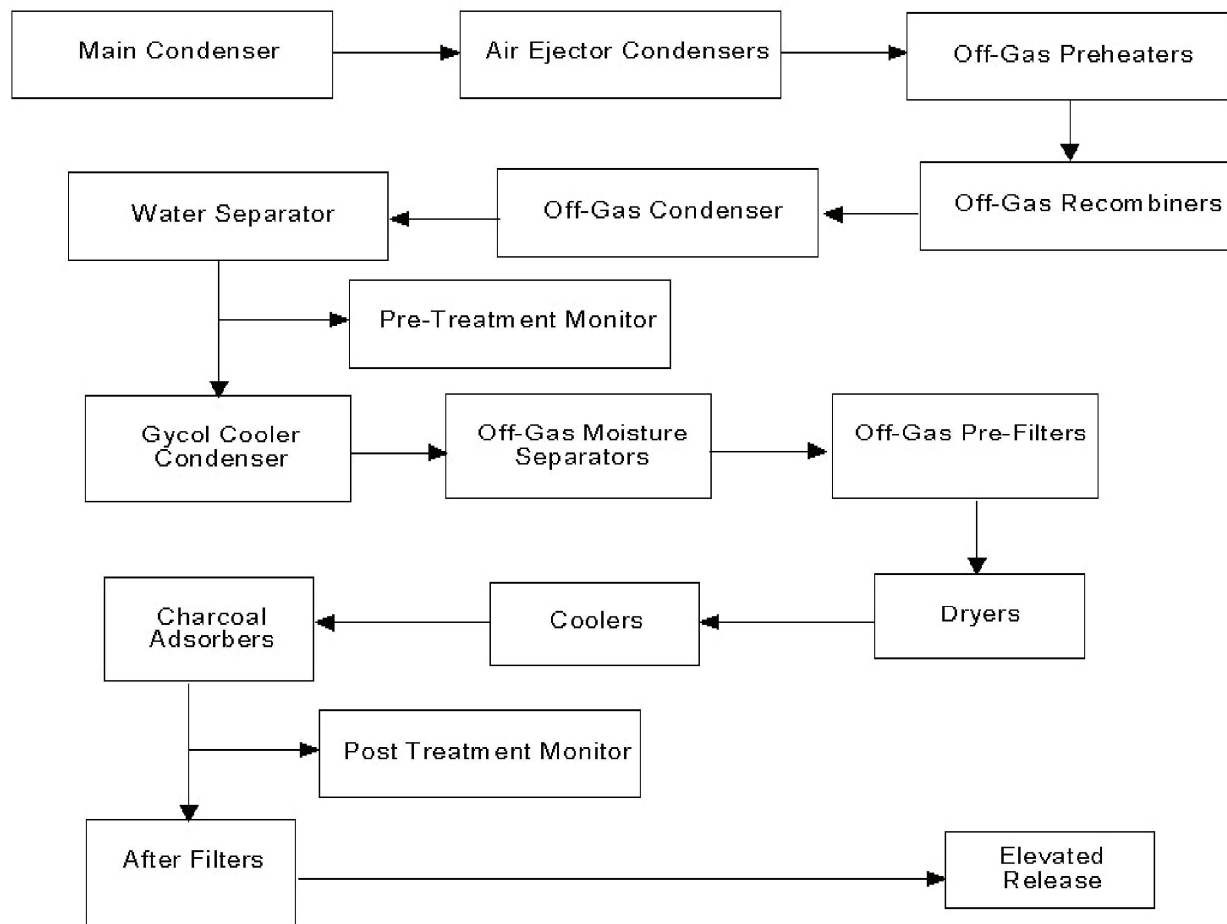 Main Condenser
Air Ejector Condensers
Off-Gas Preheaters
Water Separator
Off-Gas Condenser
Off-Gas Recombiners
Pre-Treatment Monitor
Gycol Cooler
Condenser
Off-Gas Moisture
Separators
Off-Gas Pre-Filters
Charcoal
Adsorbers
Coolers
Dryers
Post Treatment Monitor
After Filters
Elevated
Release